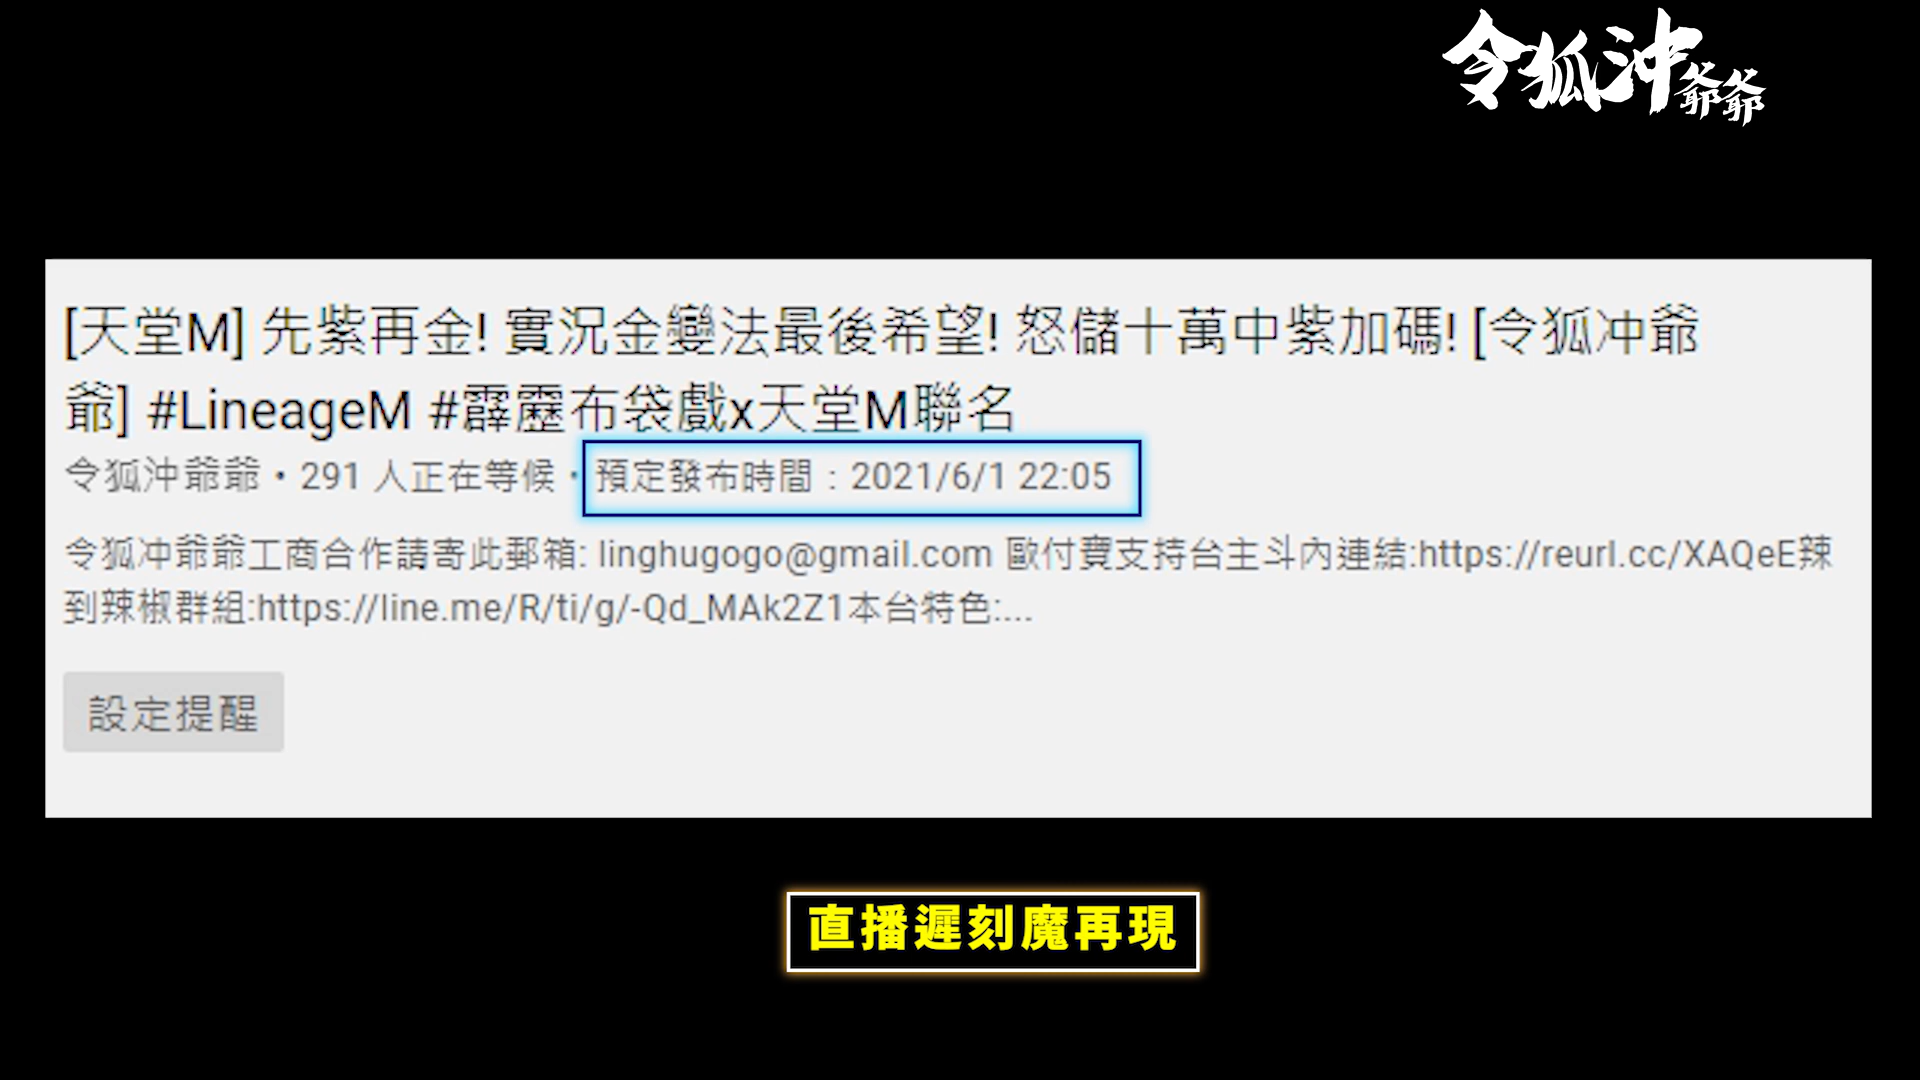 令狐沖爺爺
[天堂M] 先紫再金! 實況金變法最後希望! 怒儲十萬中紫加碼! [令狐冲爺
爺] #LineageM #霹靂布袋戲x天堂M聯名
令狐沖爺爺・291 人正在等候・預定發布時間：2021/6/1 22:05
令狐冲爺爺工商合作請寄此郵箱: linghugogo@gmail.com 歐付寶支持台主斗內連結:https://reurl.cc/XAQeE辣
到辣椒群組:https://line.me/R/ti/g/-Qd_MAk2Z1本台特色:...
設定提醒
直播遲刻魔再現